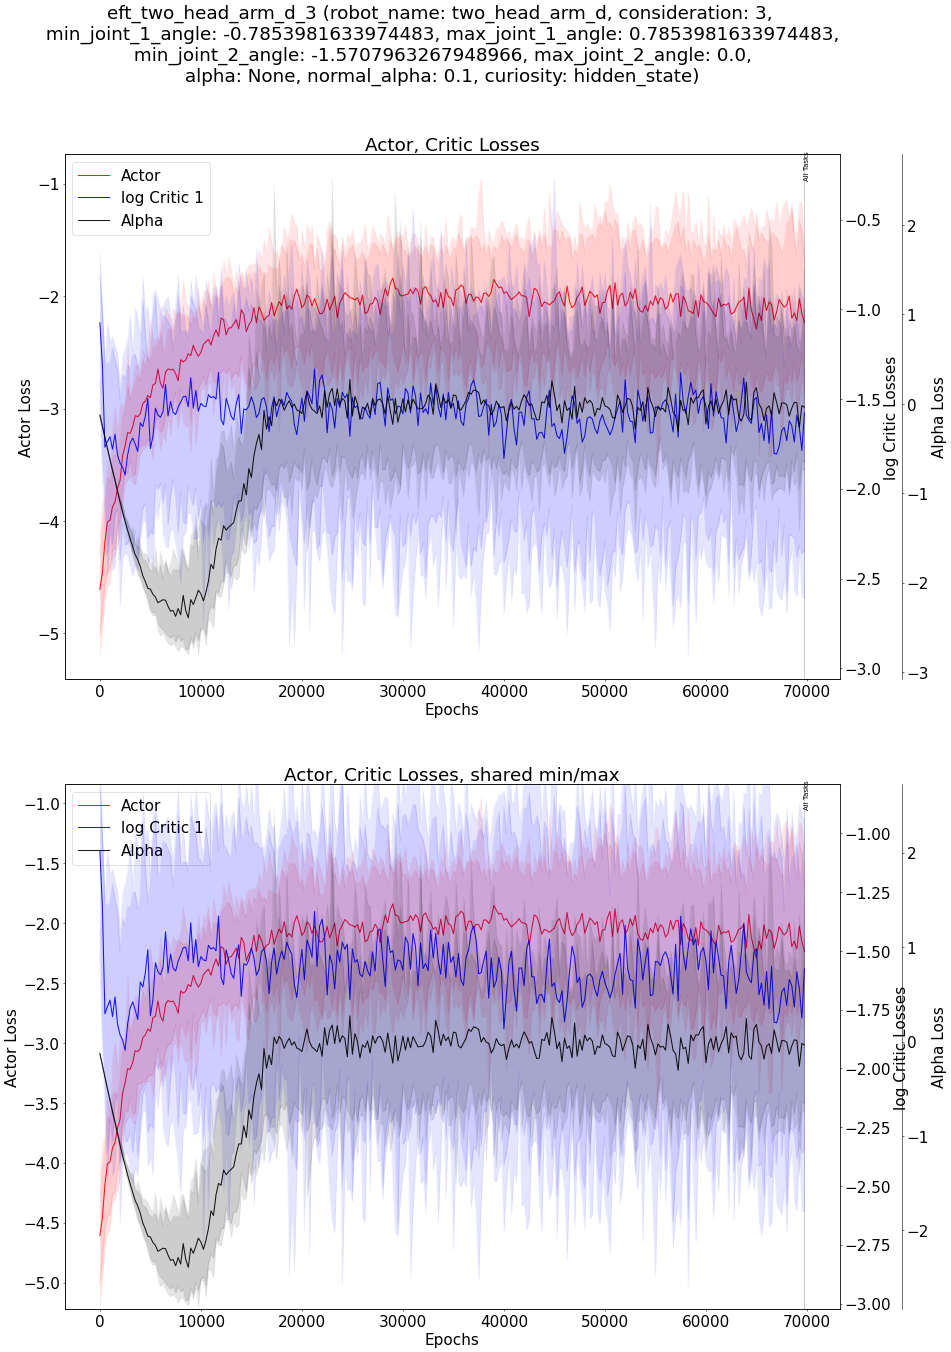 eft_two_head_arm_d_3 (robot_name: two_head_arm_d, consideration: 3,
min_joint_1_angle: -0.7853981633974483, max_joint_1_angle: 0.7853981633974483,
min_joint_2_angle: -1.5707963267948966, max_joint_2_angle: 0.0,
alpha: None, normal_alpha: 0.1, curiosity: hidden_state)
Actor, Critic Losses
Actor
log Critic 1
Alpha
All Tasks
−1
−2
−3
−4
−5
Actor Loss
0
10000
20000
30000
40000
50000
60000
70000
Epochs
−0.5
−1.0
−1.5
−2.0
−2.5
−3.0
log Critic Losses
2
1
0
−1
−2
−3
Alpha Loss
Actor, Critic Losses, shared min/max
Actor
log Critic 1
Alpha
All Tasks
−1.0
−1.5
−2.0
−2.5
−3.0
−3.5
−4.0
−4.5
−5.0
Actor Loss
0
10000
20000
30000
40000
50000
60000
70000
Epochs
−1.00
−1.25
−1.50
−1.75
−2.00
−2.25
−2.50
−2.75
−3.00
log Critic Losses
2
1
0
−1
−2
Alpha Loss